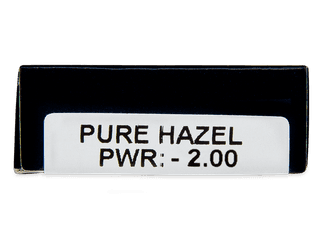 PURE HAZEL
PWR: - 2.00